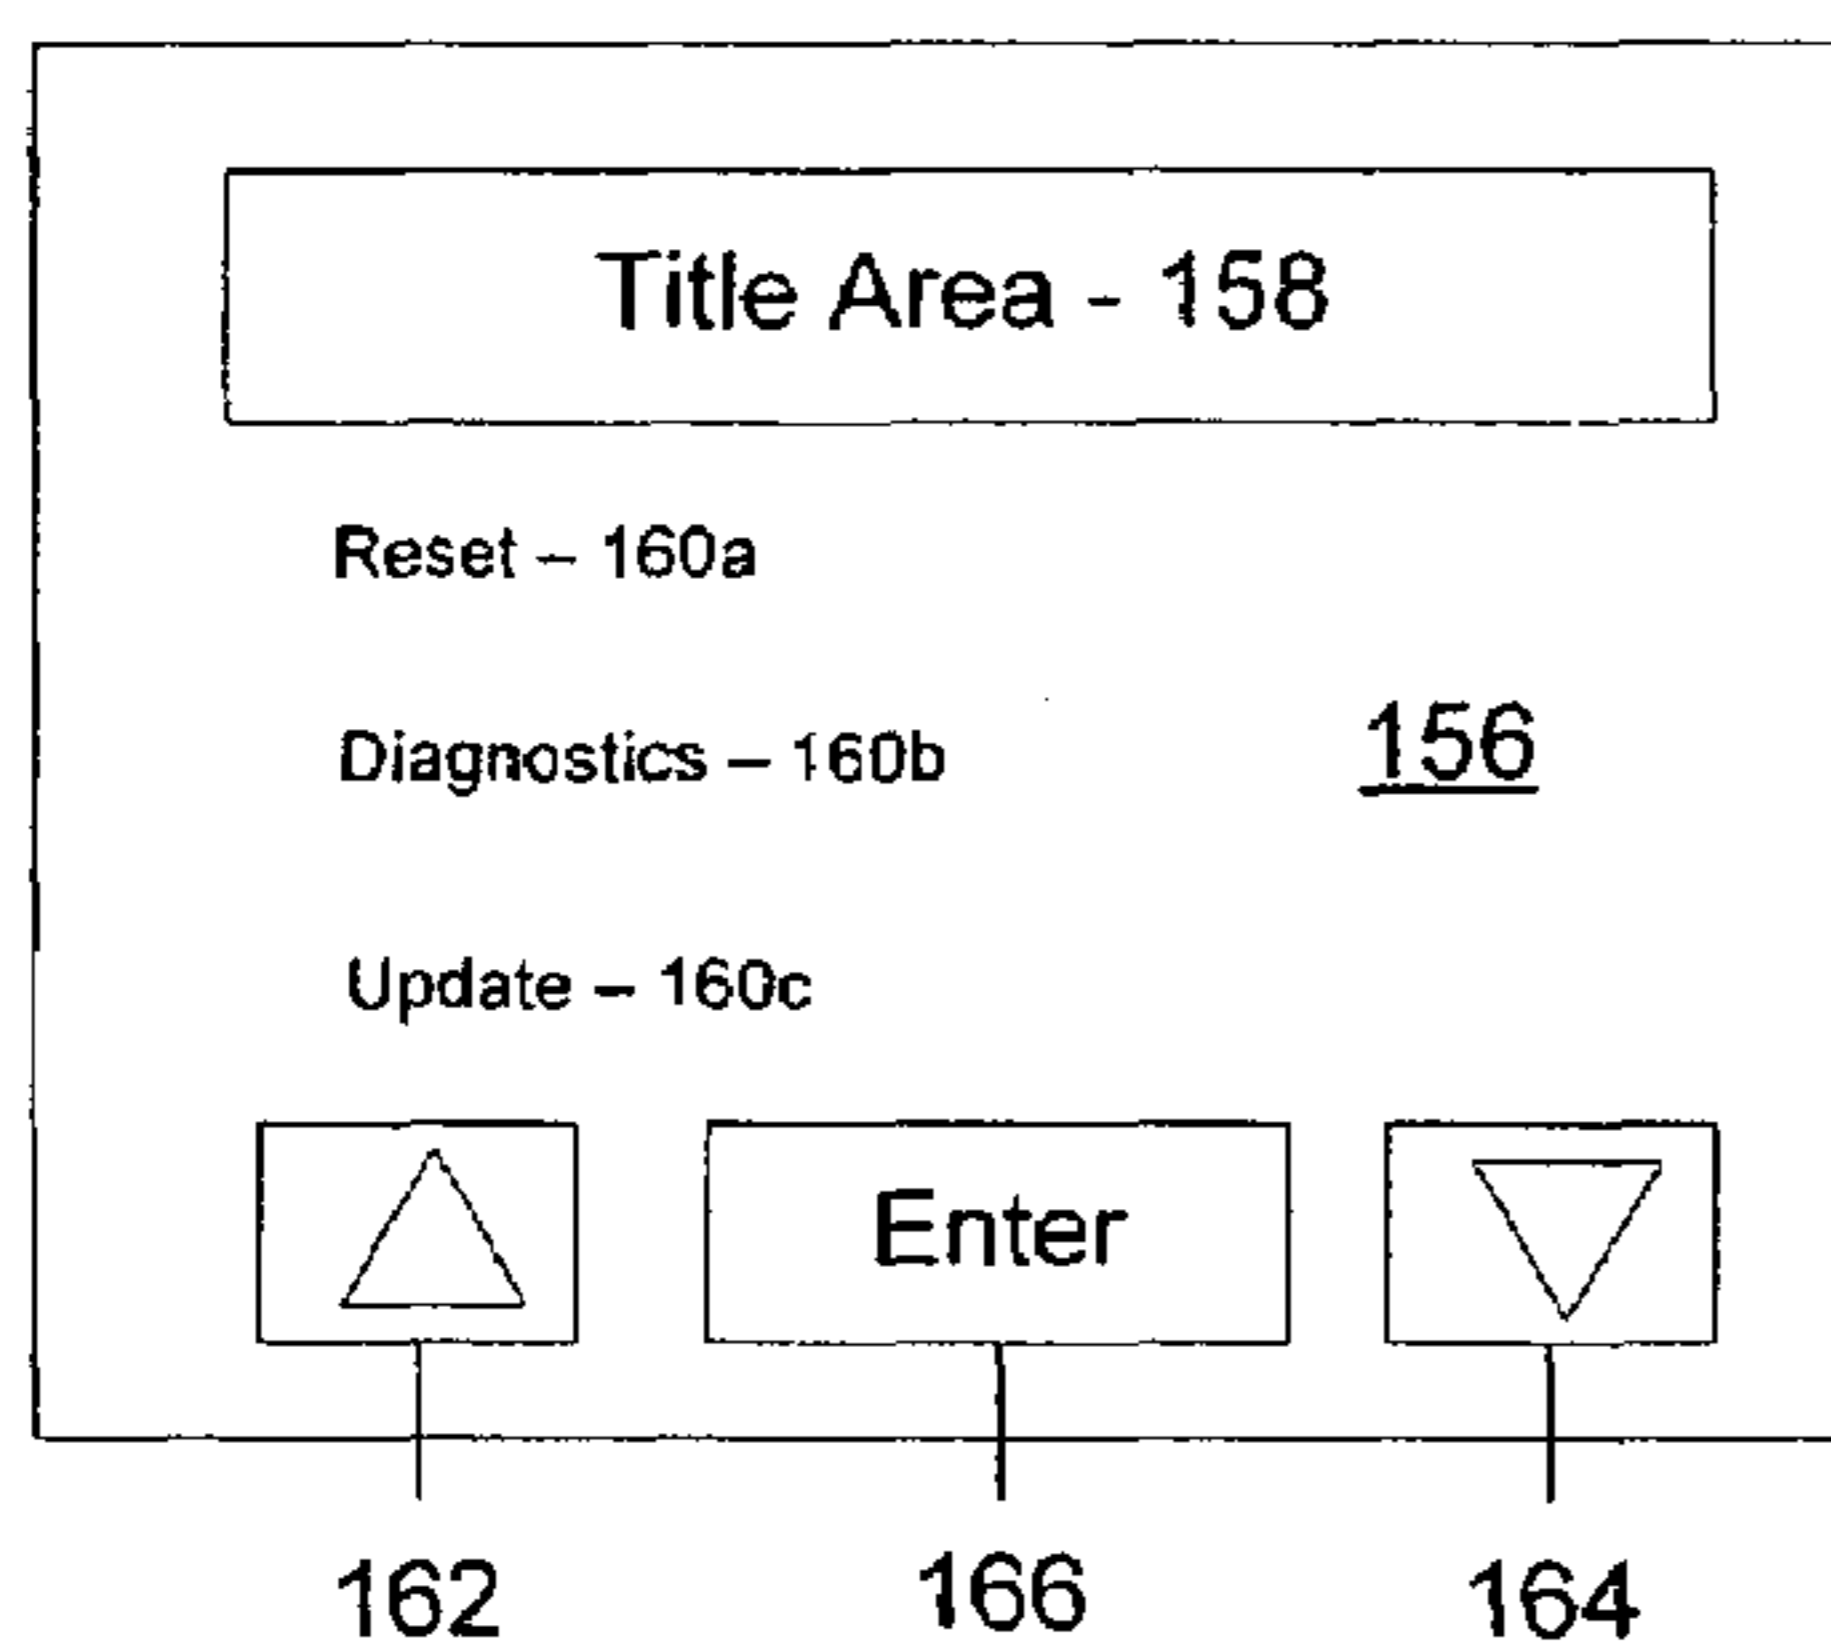 Title Area - 158
Reset – 160a
Diagnostics – 160b
156
Update – 160c
Enter
162 166 164